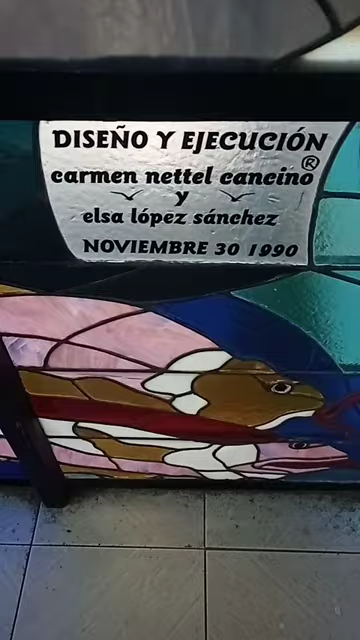 DISEÑO Y EJECUCIÓN
®
carmen nettel cancino
y
elsa lópez sánchez
NOVIEMBRE 30 1990